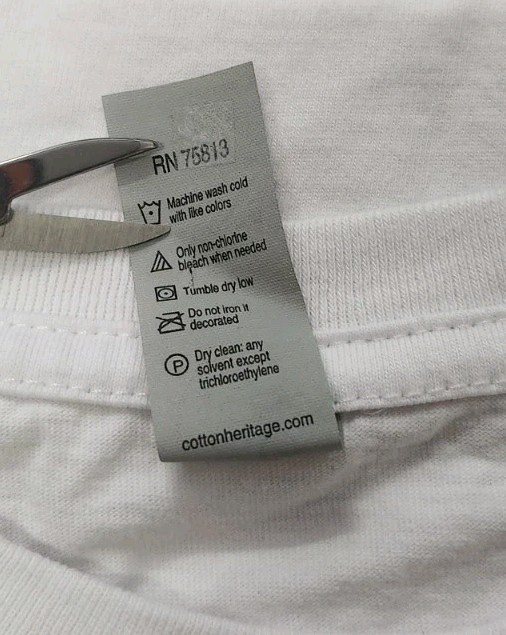 RN 75813
Machine wash cold
with like colors
Only non-chlorine
bleach when needed
Tumble dry low
Do not iron if
decorated
P
Dry clean: any
solvent except
trichloroethylene
cottonheritage.com